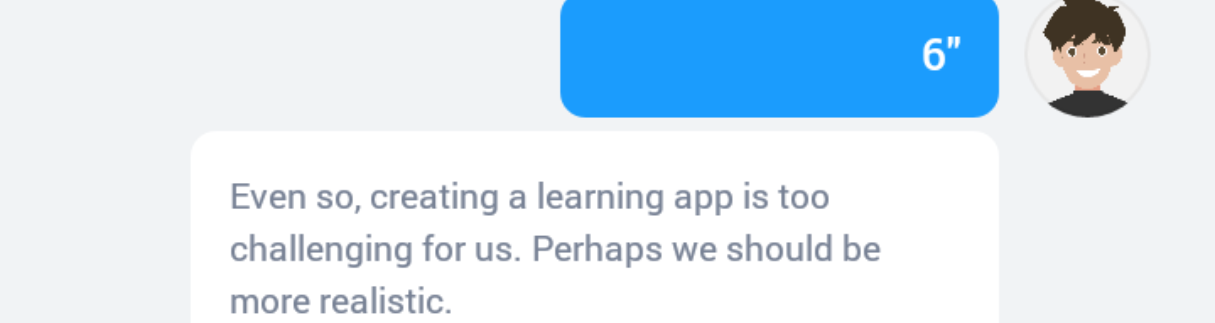 6"
Even so, creating a learning app is too
challenging for us. Perhaps we should be
more realistic.